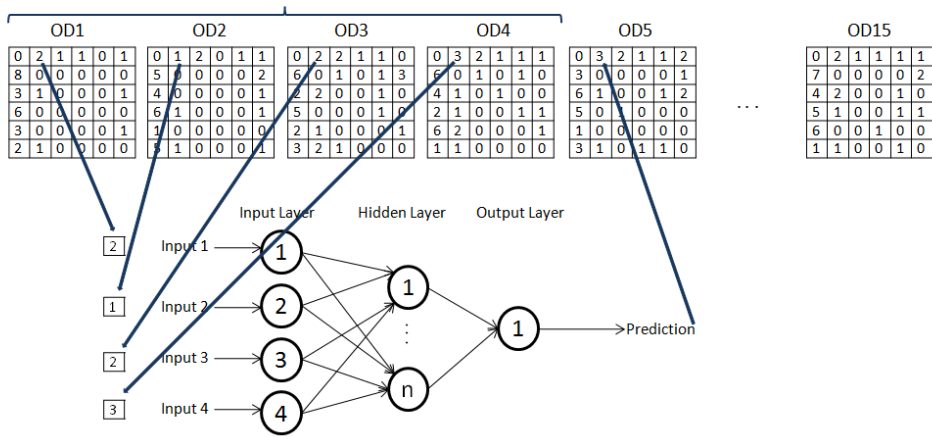 OD1 OD2 OD3 OD4 OD5 OD15
0 2 1 1 0 1 0 1 2 0 1 1 0 2 2 1 1 0 0 3 2 1 1 1 0 3 2 1 1 2 0 2 1 2 1 1
8 0 0 0 0 0 5 0 0 0 0 2 6 0 1 0 1 3 6 0 1 0 1 0 3 0 0 0 0 1 7 0 0 0 0 2
3 1 0 0 0 1 4 0 0 0 0 1 2 2 0 0 1 0 4 1 0 1 0 0 6 1 0 0 1 2 4 2 0 0 1 0
...
6 0 0 0 0 0 6 1 0 0 0 1 5 0 0 0 1 0 2 1 0 0 1 1 5 0 1 0 0 0 5 1 0 0 1 1
3 0 0 0 0 1 1 0 0 0 0 0 2 1 0 0 0 1 6 2 0 0 0 1 1 0 0 0 0 0 6 0 0 1 0 0
2 1 0 0 0 0 5 1 0 0 0 1 3 2 1 0 0 0 1 1 0 0 0 0 3 1 0 1 1 0 1 1 0 0 1 0
Input Layer Hidden Layer Output Layer
2 Input 1 1
1 Input 2 2 1
1 Prediction
2 Input 3 3
n
3 Input 4 4